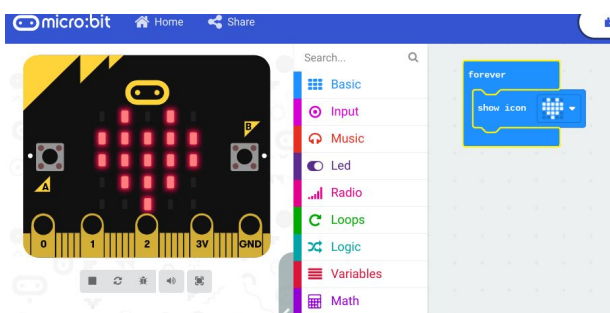 micro:bit Home Share
Search...
Basic
Input
Music
Led
Radio
Loops
Logic
Variables
Math
forever
show icon
B
A
0 1 2 3V GND